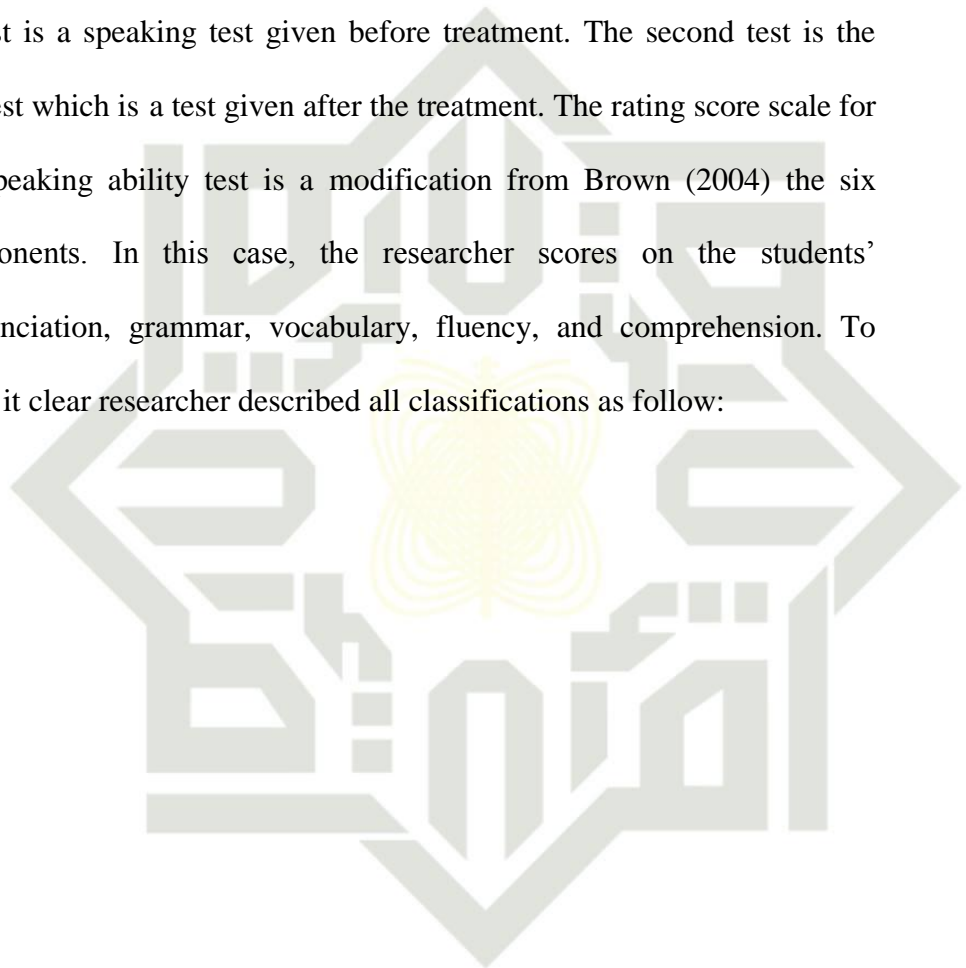 st is a speaking test given before treatment. The second test is the
est which is a test given after the treatment. The rating score scale for
peaking ability test is a modification from Brown (2004) the six
onents. In this case, the researcher scores on the students’
nciation, grammar, vocabulary, fluency, and comprehension. To
it clear researcher described all classifications as follow: